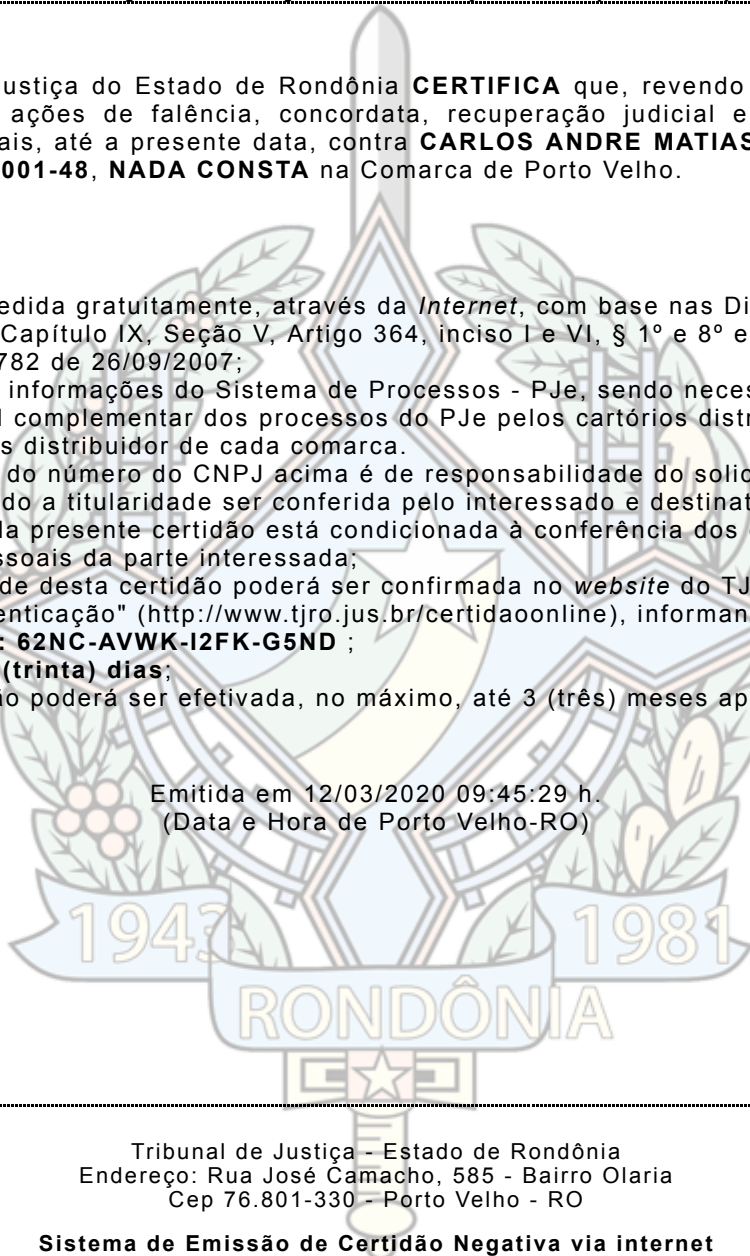 ustiça do Estado de Rondônia CERTIFICA que, revendo
ações de falência, concordata, recuperação judicial e
ais, até a presente data, contra CARLOS ANDRE MATIAS
001-48, NADA CONSTA na Comarca de Porto Velho.
edida gratuitamente, através da Internet, com base nas Di
Capítulo IX, Seção V, Artigo 364, inciso I e VI, § 1º e 8º e
782 de 26/09/2007;
informações do Sistema de Processos - PJe, sendo neces
l complementar dos processos do PJe pelos cartórios distr
s distribuidor de cada comarca.
do número do CNPJ acima é de responsabilidade do solic
do a titularidade ser conferida pelo interessado e destinat
da presente certidão está condicionada à conferência dos
ssoais da parte interessada;
de desta certidão poderá ser confirmada no website do TJ
enticação" (http://www.tjro.jus.br/certidaoonline), informan
: 62NC-AVWK-I2FK-G5ND ;
(trinta) dias;
ão poderá ser efetivada, no máximo, até 3 (três) meses ap
Emitida em 12/03/2020 09:45:29 h.
(Data e Hora de Porto Velho-RO)
1943
1981
RONDÔNIA
Tribunal de Justiça - Estado de Rondônia
Endereço: Rua José Camacho, 585 - Bairro Olaria
Cep 76.801-330 - Porto Velho - RO
Sistema de Emissão de Certidão Negativa via internet